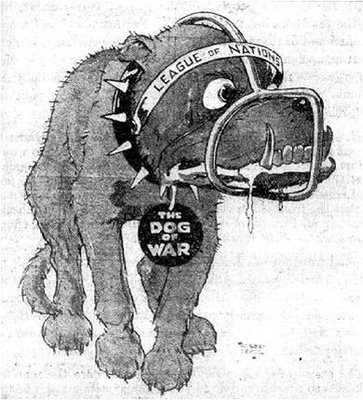 LEAGUE OF NATIONS
THE
DOG
OF
WAR